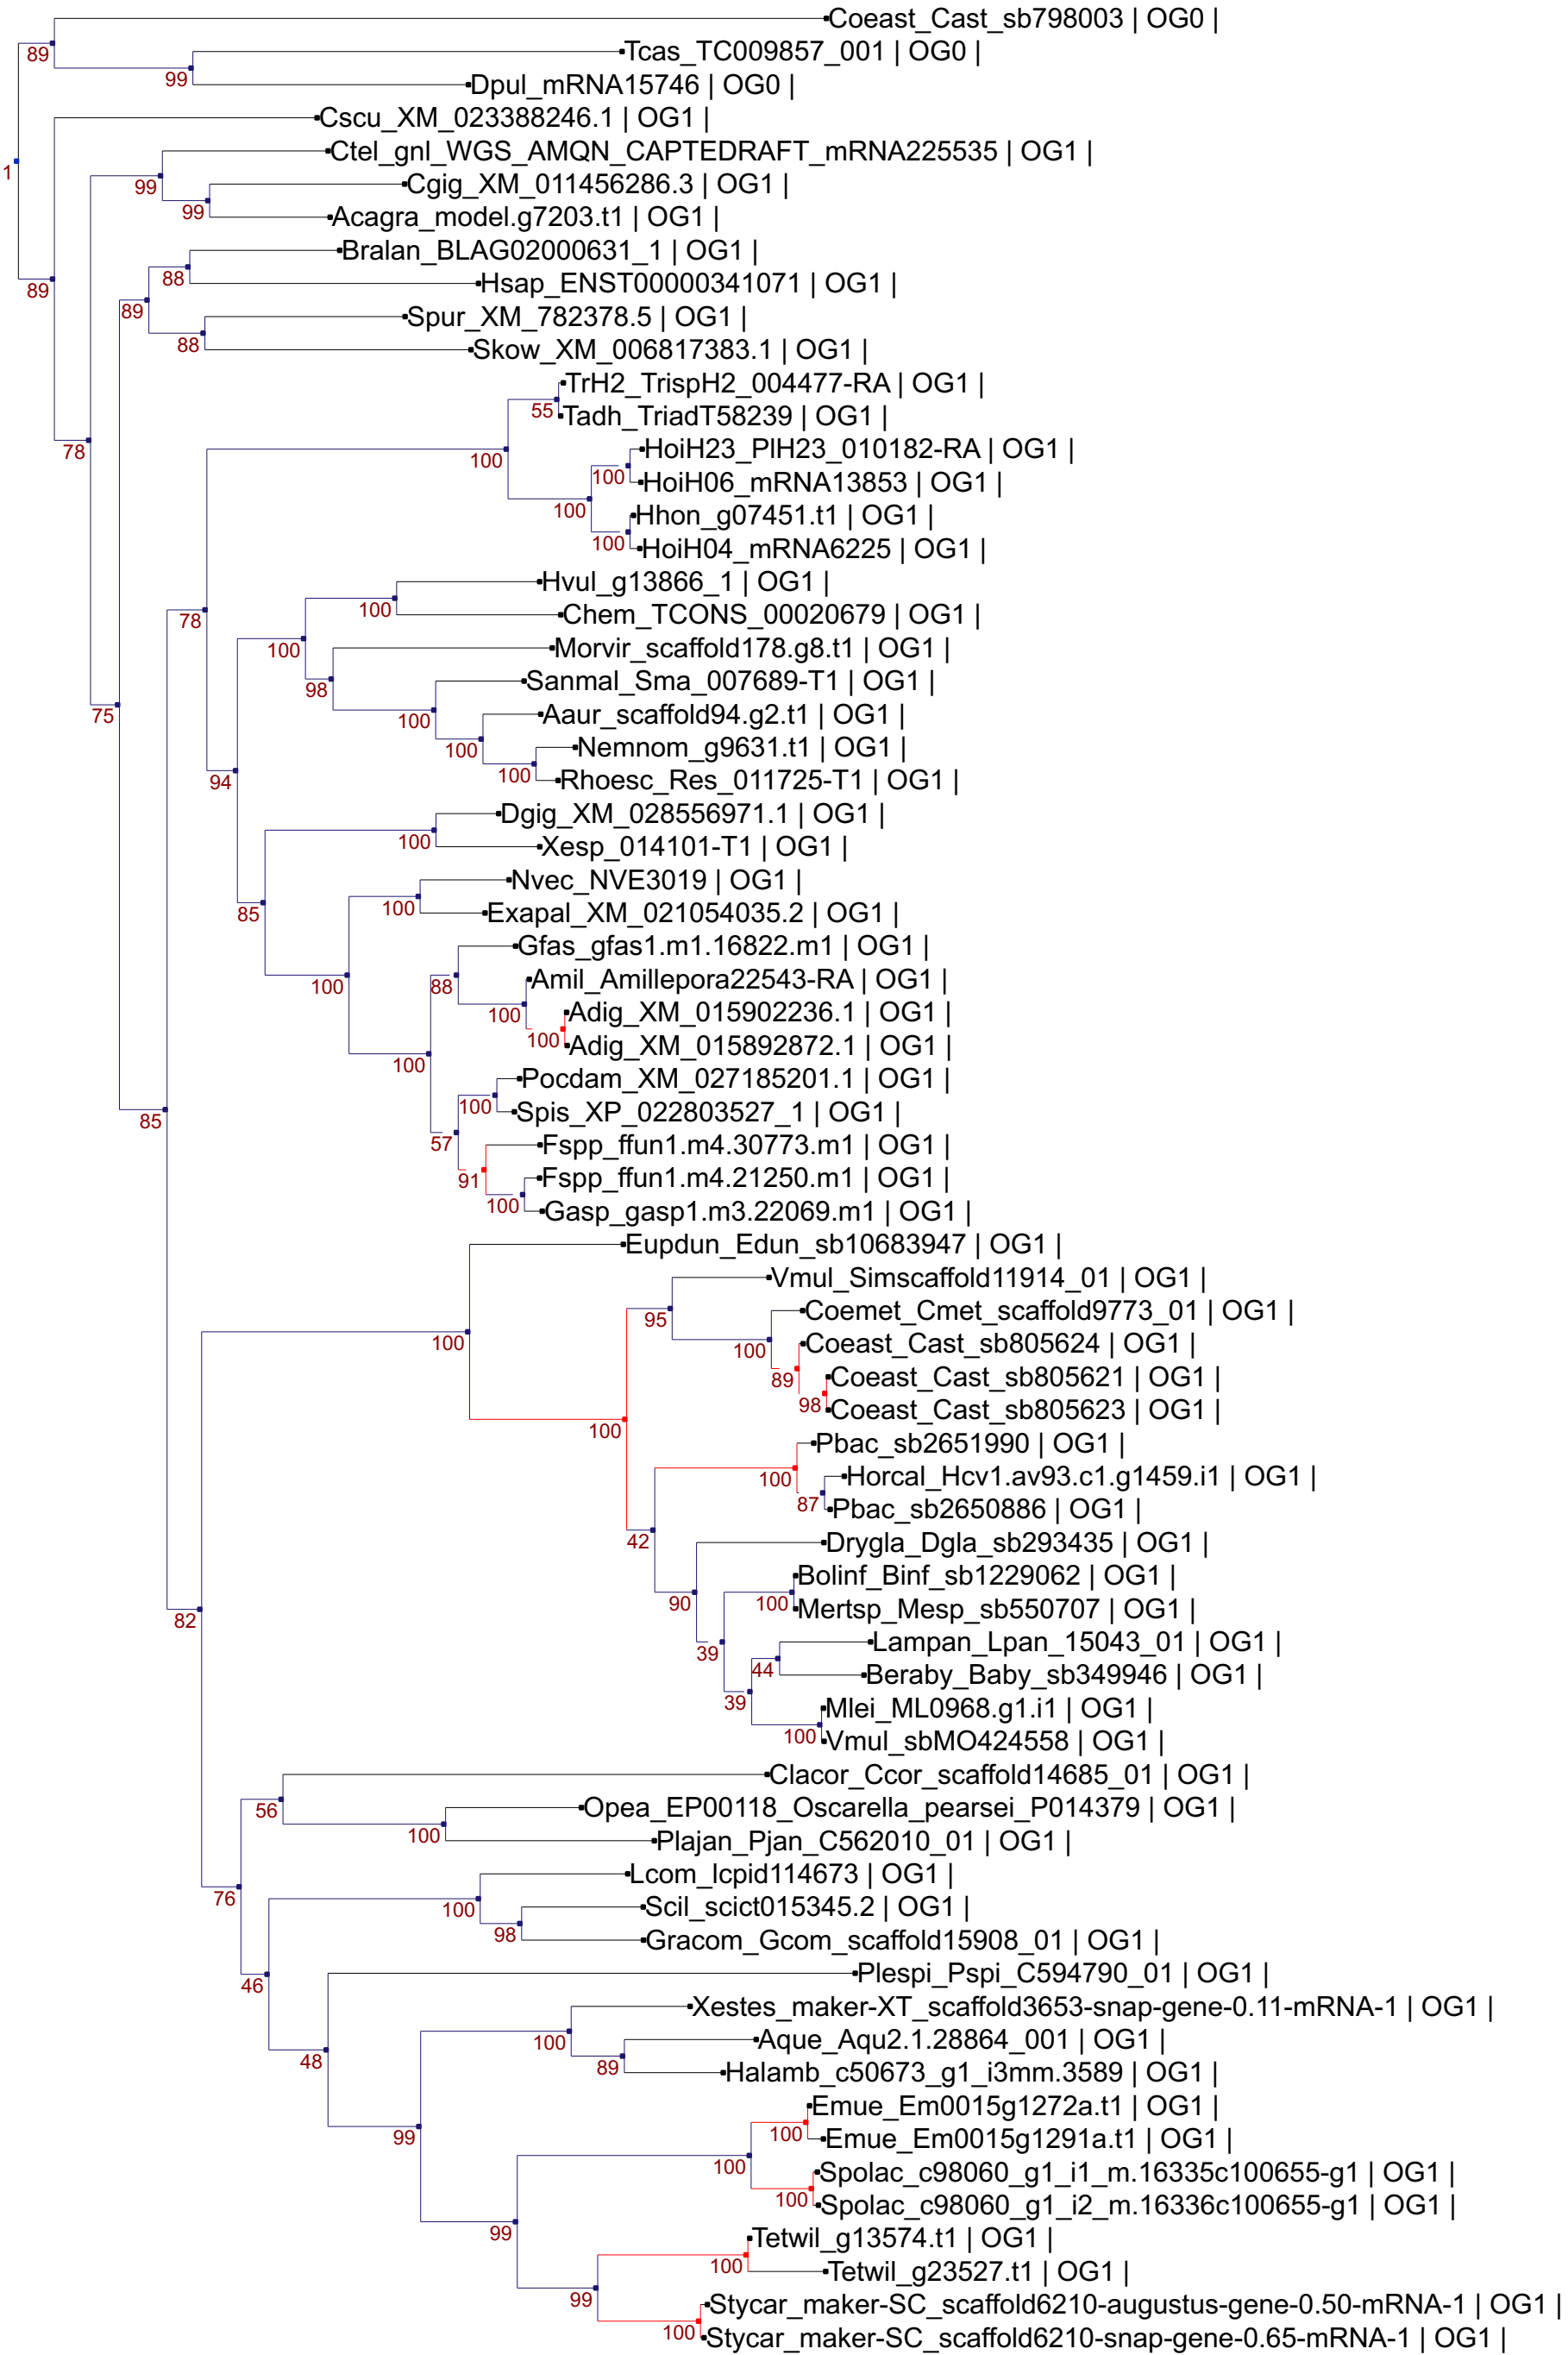 Coeast_Cast_sb798003 | OG0 |
89
Tcas_TC009857_001 | OG0 |
99
Dpul_mRNA15746 | OG0 |
Cscu_XM_023388246.1 | OG1 |
Ctel_gnl_WGS_AMQN_CAPTEDRAFT_mRNA225535 | OG1 |
1
99
Cgig_XM_011456286.3 | OG1 |
99
Acagra_model.g7203.t1 | OG1 |
Bralan_BLAG02000631_1 | OG1 |
88
Hsap_ENST00000341071 | OG1 |
89
89
Spur_XM_782378.5 | OG1 |
88
Skow_XM_006817383.1 | OG1 |
TrH2_TrispH2_004477-RA | OG1 |
55
Tadh_TriadT58239 | OG1 |
78
HoiH23_PlH23_010182-RA | OG1 |
100
100
HoiH06_mRNA13853 | OG1 |
100
Hhon_g07451.t1 | OG1 |
100
HoiH04_mRNA6225 | OG1 |
Hvul_g13866_1 | OG1 |
100
Chem_TCONS_00020679 | OG1 |
78
Morvir_scaffold178.g8.t1 | OG1 |
100
Sanmal_Sma_007689-T1 | OG1 |
98
Aaur_scaffold94.g2.t1 | OG1 |
75
100
Nemnom_g9631.t1 | OG1 |
100
100
Rhoesc_Res_011725-T1 | OG1 |
94
Dgig_XM_028556971.1 | OG1 |
100
Xesp_014101-T1 | OG1 |
Nvec_NVE3019 | OG1 |
100
Exapal_XM_021054035.2 | OG1 |
85
Gfas_gfas1.m1.16822.m1 | OG1 |
Amil_Amillepora22543-RA | OG1 |
100
88
Adig_XM_015902236.1 | OG1 |
100
100
Adig_XM_015892872.1 | OG1 |
100
Pocdam_XM_027185201.1 | OG1 |
100
Spis_XP_022803527_1 | OG1 |
85
Fspp_ffun1.m4.30773.m1 | OG1 |
57
Fspp_ffun1.m4.21250.m1 | OG1 |
91
100
Gasp_gasp1.m3.22069.m1 | OG1 |
Eupdun_Edun_sb10683947 | OG1 |
Vmul_Simscaffold11914_01 | OG1 |
95
Coemet_Cmet_scaffold9773_01 | OG1 |
100
Coeast_Cast_sb805624 | OG1 |
100
Coeast_Cast_sb805621 | OG1 |
89
Coeast_Cast_sb805623 | OG1 |
98
100
Pbac_sb2651990 | OG1 |
Horcal_Hcv1.av93.c1.g1459.i1 | OG1 |
100
Pbac_sb2650886 | OG1 |
87
Drygla_Dgla_sb293435 | OG1 |
42
Bolinf_Binf_sb1229062 | OG1 |
90
100
Mertsp_Mesp_sb550707 | OG1 |
82
Lampan_Lpan_15043_01 | OG1 |
39
44
Beraby_Baby_sb349946 | OG1 |
Mlei_ML0968.g1.i1 | OG1 |
39
100
Vmul_sbMO424558 | OG1 |
Clacor_Ccor_scaffold14685_01 | OG1 |
56
Opea_EP00118_Oscarella_pearsei_P014379 | OG1 |
100
Plajan_Pjan_C562010_01 | OG1 |
Lcom_lcpid114673 | OG1 |
76
100
Scil_scict015345.2 | OG1 |
98
Gracom_Gcom_scaffold15908_01 | OG1 |
46
Plespi_Pspi_C594790_01 | OG1 |
Xestes_maker-XT_scaffold3653-snap-gene-0.11-mRNA-1 | OG1 |
100
Aque_Aqu2.1.28864_001 | OG1 |
48
89
Halamb_c50673_g1_i3mm.3589 | OG1 |
Emue_Em0015g1272a.t1 | OG1 |
99
100
Emue_Em0015g1291a.t1 | OG1 |
100
Spolac_c98060_g1_i1_m.16335c100655-g1 | OG1 |
100
Spolac_c98060_g1_i2_m.16336c100655-g1 | OG1 |
99
Tetwil_g13574.t1 | OG1 |
100
Tetwil_g23527.t1 | OG1 |
99
Stycar_maker-SC_scaffold6210-augustus-gene-0.50-mRNA-1 | OG1 |
100
Stycar_maker-SC_scaffold6210-snap-gene-0.65-mRNA-1 | OG1 |